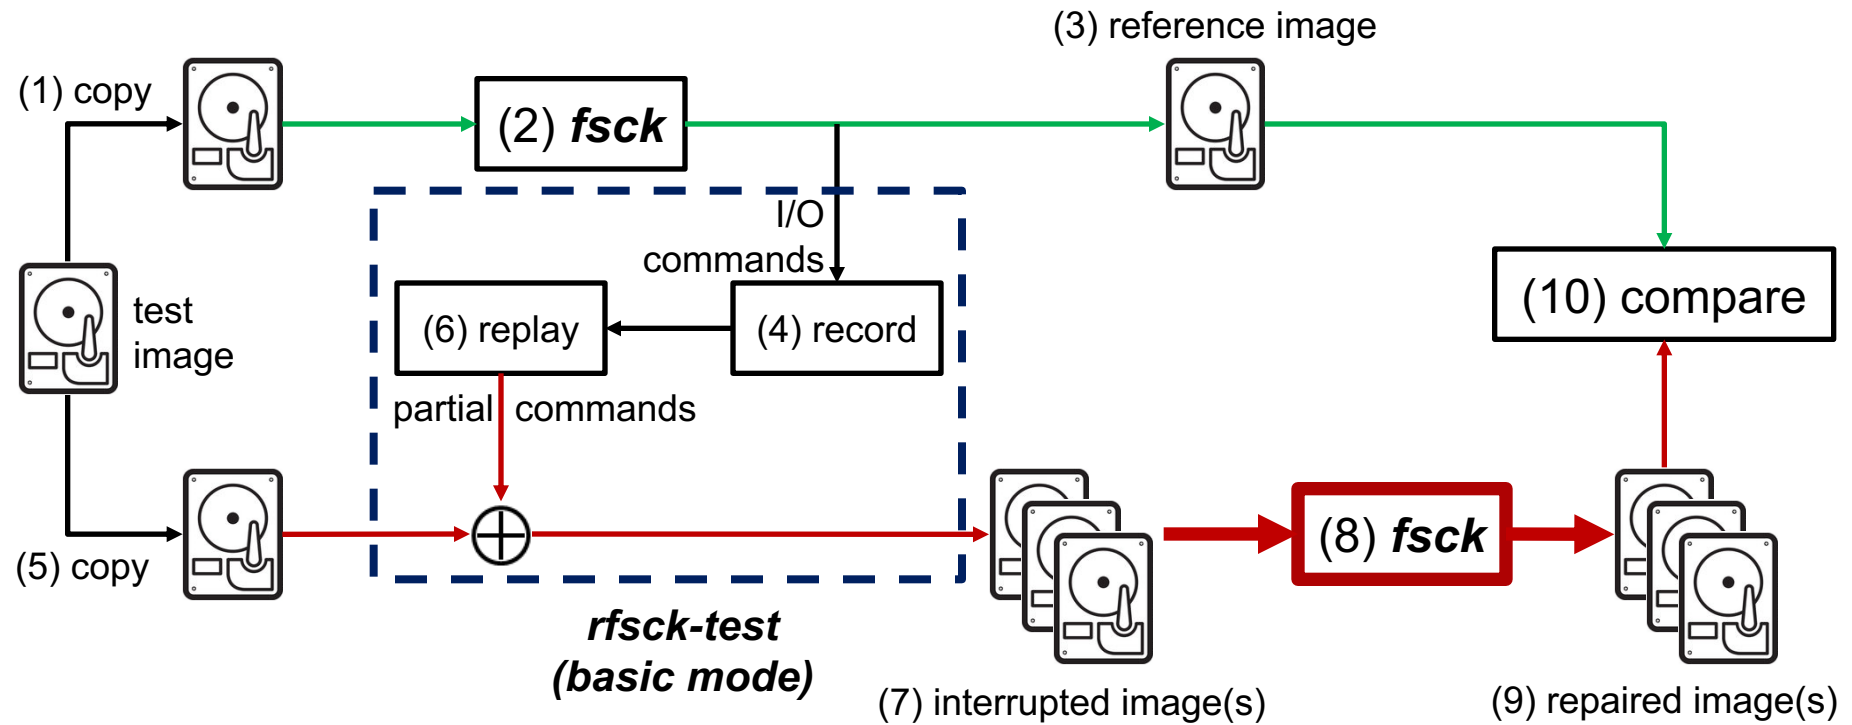 (3) reference image
(1) copy
(2) fsck
I/O
commands
test
image
(6) replay
(4) record
(10) compare
partial commands
(5) copy
(8) fsck
rfsck-test
(basic mode)
(7) interrupted image(s)
(9) repaired image(s)